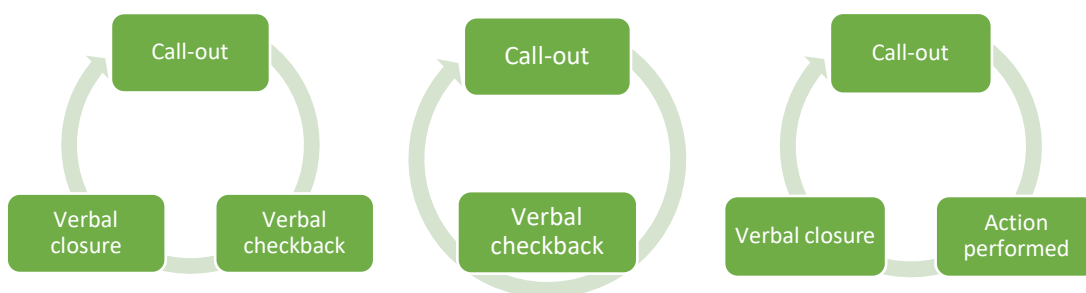 Call-out
Verbal
closure
Verbal
checkback
Call-out
Verbal
checkback
Call-out
Verbal closure
Action
performed